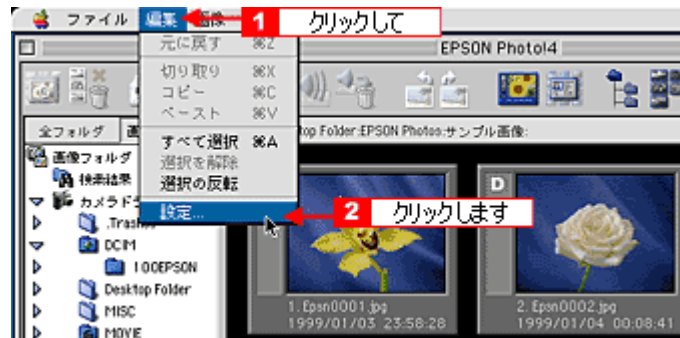 ファイル 編集 画像 1 クリックして
元に戻す ⌘Z EPSON Photo!4
切り取り ⌘X
コピー ⌘C
ペースト ⌘V
全フォルダ top Folder:EPSON Photos:サンプル画像:
すべて選択 ⌘A
画像フォルダ 選択を解除
検索結果 選択の反転 D
カメラドラ
.Trashes 設定... 2 クリックします
DCIM
100EPSON
Desktop Folder
MISC 1. Epsn0001.jpg 2. Epsn0002.jpg
MOVIE 1999/01/03 23:58:28 1999/01/04 00:08:41